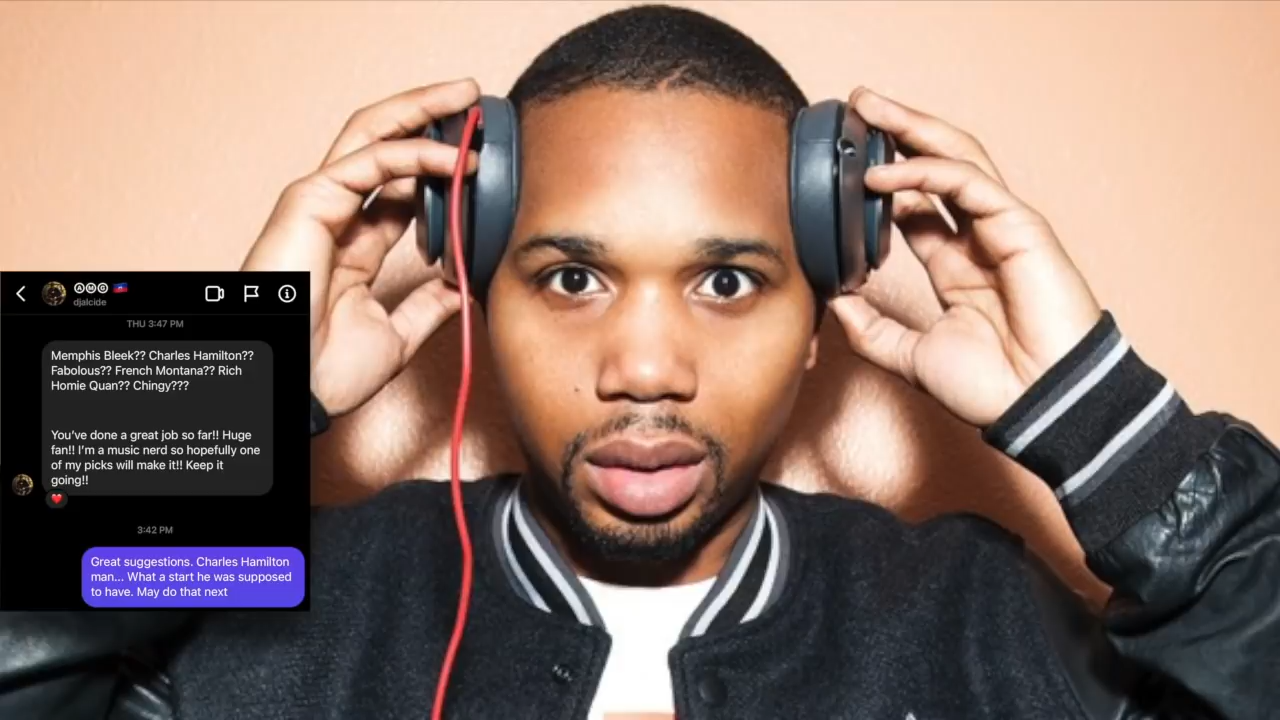 ⒶⓂⒸ 🇭🇹
djalcide
THU 3:47 PM
Memphis Bleek?? Charles Hamilton??
Fabolous?? French Montana?? Rich
Homie Quan?? Chingy???
You've done a great job so far!! Huge
fan!! I'm a music nerd so hopefully one
of my picks will make it!! Keep it
going!!
3:42 PM
Great suggestions. Charles Hamilton
man... What a start he was supposed
to have. May do that next